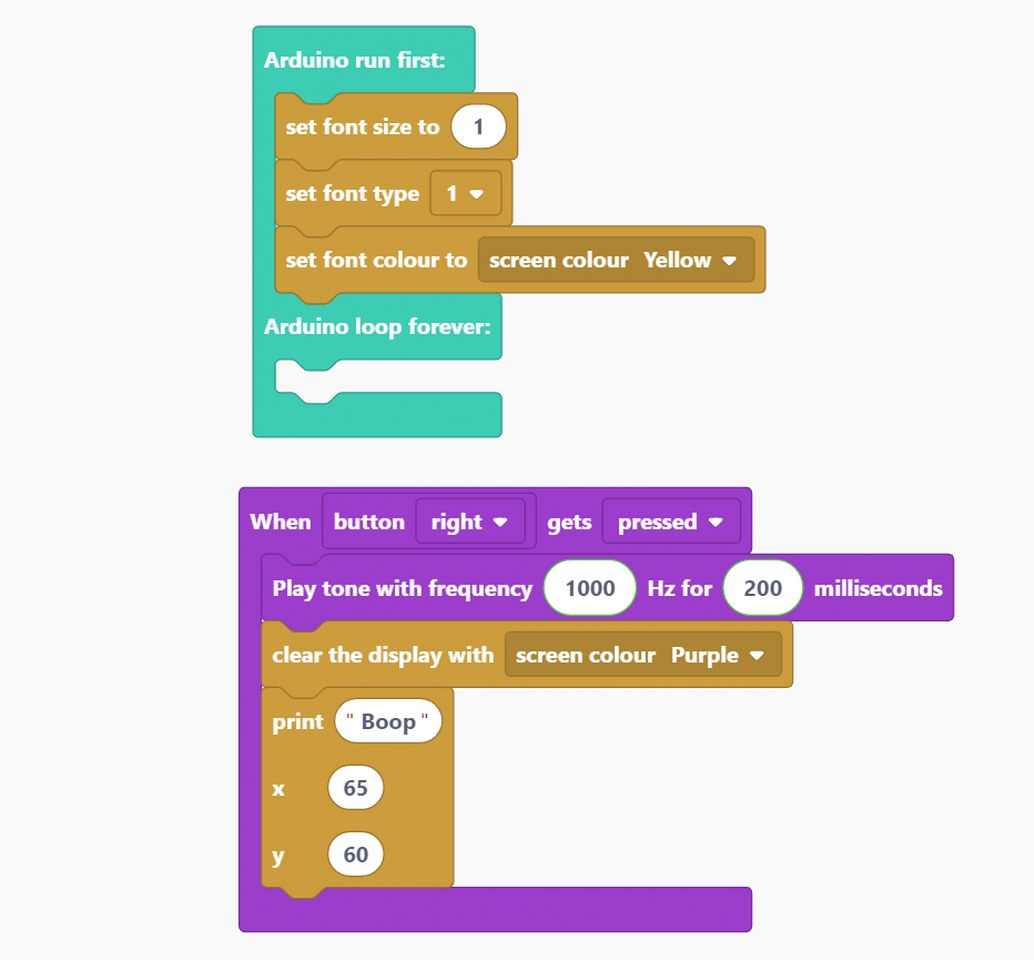 Arduino run first:
set font size to 1
set font type 1
set font colour to screen colour Yellow
Arduino loop forever:
When button right gets pressed
Play tone with frequency 1000 Hz for 200 milliseconds
clear the display with screen colour Purple
print " Boop "
x 65
y 60